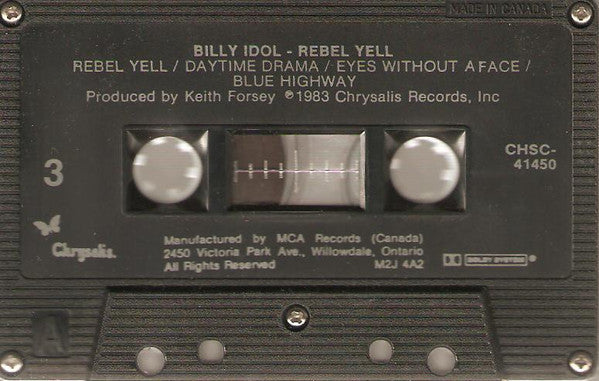 MADE IN CANADA
BILLY IDOL - REBEL YELL
REBEL YELL / DAYTIME DRAMA / EYES WITHOUT A FACE /
BLUE HIGHWAY
Produced by Keith Forsey ℗1983 Chrysalis Records, Inc
CHSC-
41450
3
Chrysalis.
Manufactured by MCA Records (Canada)
2450 Victoria Park Ave., Willowdale, Ontario
All Rights Reserved M2J 4A2
DOLBY SYSTEM ®
A